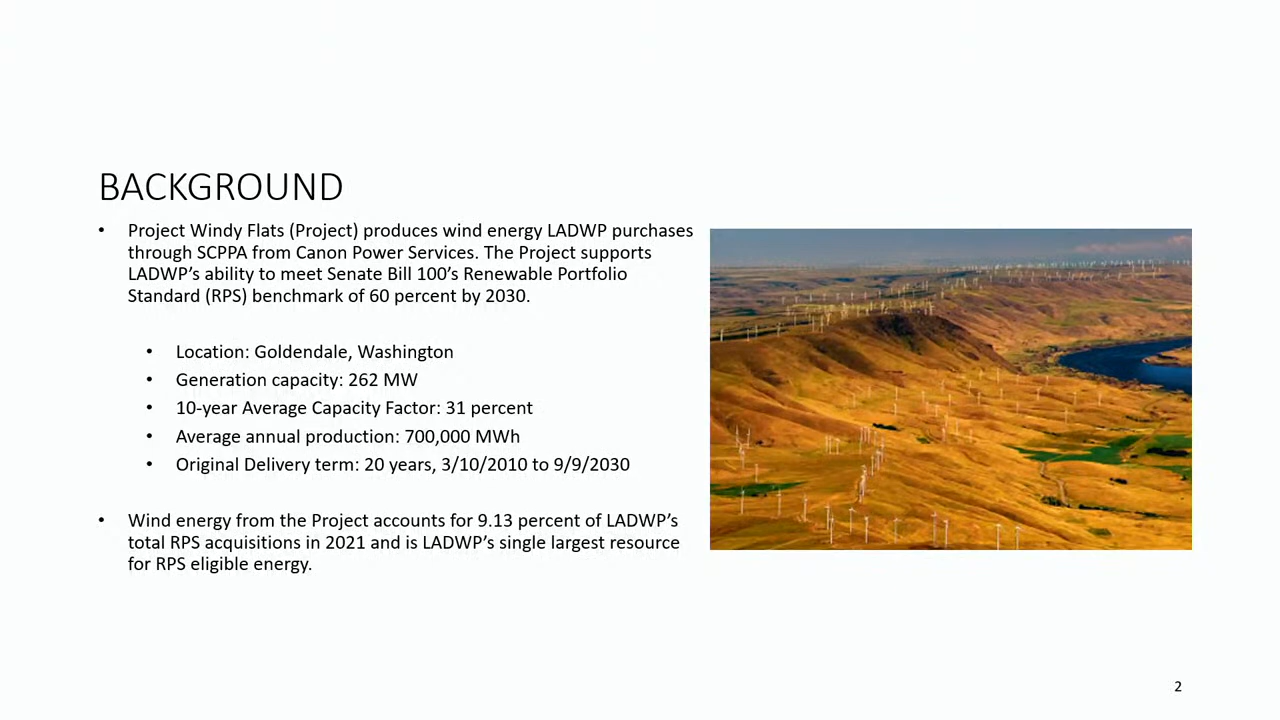 BACKGROUND
• Project Windy Flats (Project) produces wind energy LADWP purchases
through SCPPA from Canon Power Services. The Project supports
LADWP’s ability to meet Senate Bill 100’s Renewable Portfolio
Standard (RPS) benchmark of 60 percent by 2030.
• Location: Goldendale, Washington
• Generation capacity: 262 MW
• 10-year Average Capacity Factor: 31 percent
• Average annual production: 700,000 MWh
• Original Delivery term: 20 years, 3/10/2010 to 9/9/2030
• Wind energy from the Project accounts for 9.13 percent of LADWP’s
total RPS acquisitions in 2021 and is LADWP’s single largest resource
for RPS eligible energy.
2